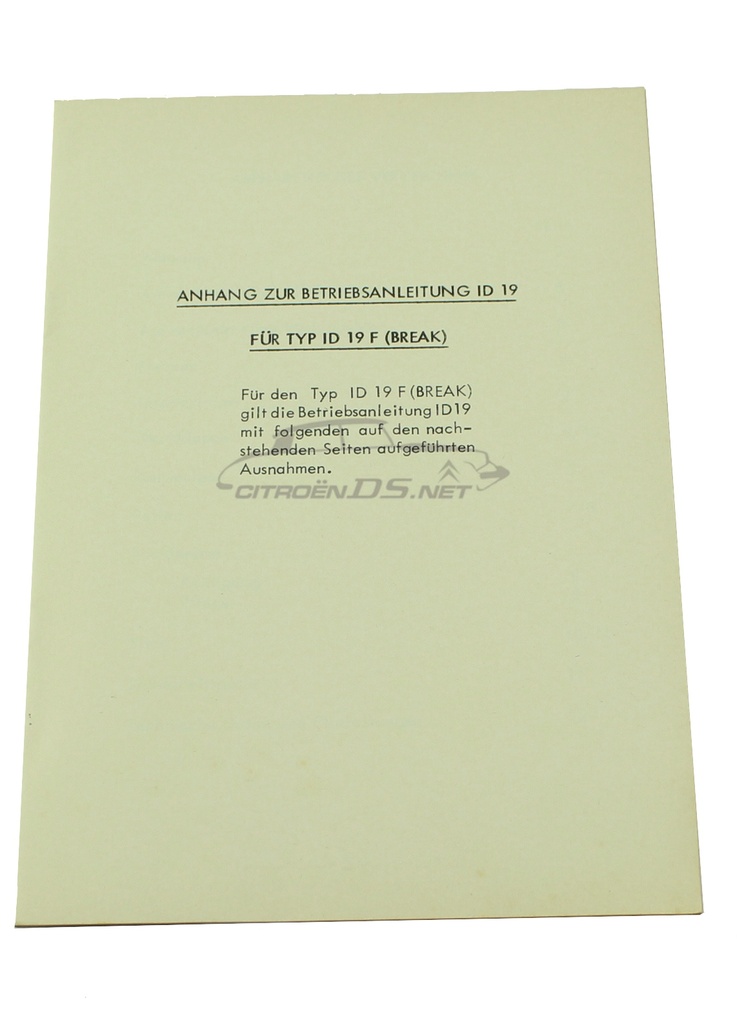 ANHANG ZUR BETRIEBSANLEITUNG ID 19
FÜR TYP ID 19 F (BREAK)
Für den Typ ID 19 F (BREAK)
gilt die Betriebsanleitung ID19
mit folgenden auf den nach-
stehenden Seiten aufgeführten
Ausnahmen.
CITROËNDS.NET